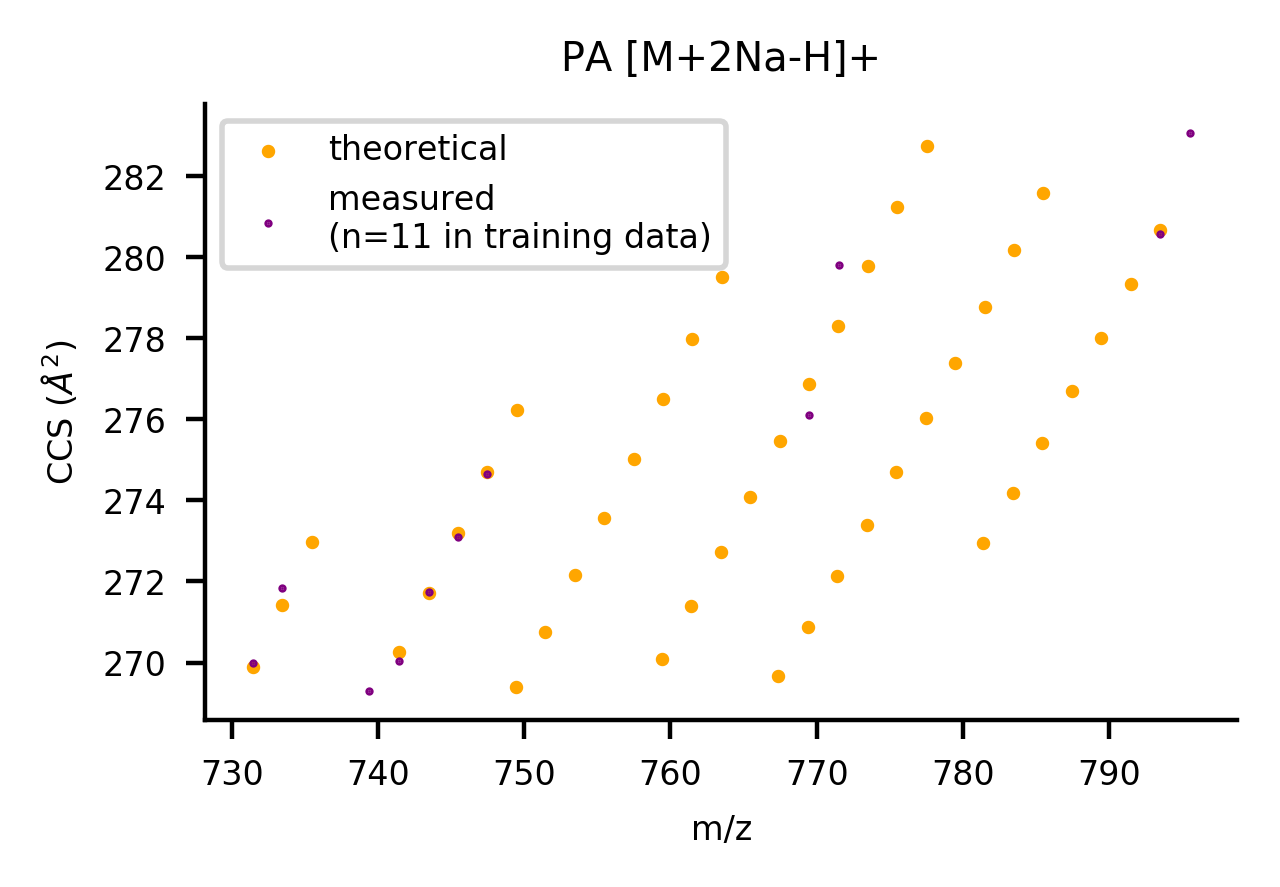 PA [M+2Na-H]+
theoretical
measured
(n=11 in training data)
282
280
278
276
274
272
270
CCS (Å²)
730 740 750 760 770 780 790
m/z